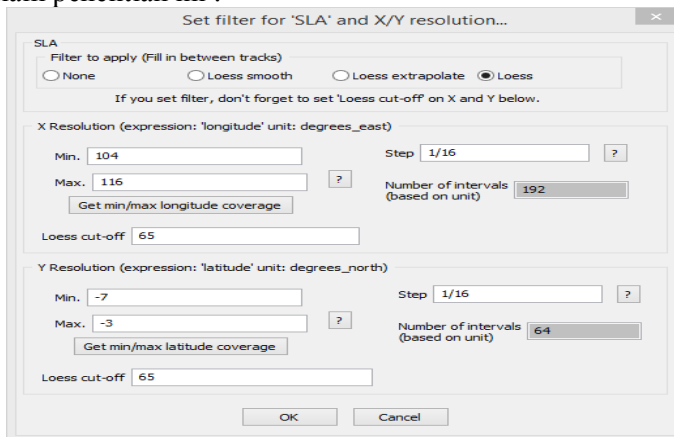 penelitian ini .
Set filter for 'SLA' and X/Y resolution...
SLA
Filter to apply (Fill in between tracks)
None Loess smooth Loess extrapolate Loess
If you set filter, don't forget to set 'Loess cut-off' on X and Y below.
X Resolution (expression: 'longitude' unit: degrees_east)
Min. 104 Step 1/16 ?
Max. 116 ? Number of intervals (based on unit) 192
Get min/max longitude coverage
Loess cut-off 65
Y Resolution (expression: 'latitude' unit: degrees_north)
Min. -7 Step 1/16 ?
Max. -3 ? Number of intervals (based on unit) 64
Get min/max latitude coverage
Loess cut-off 65
OK Cancel